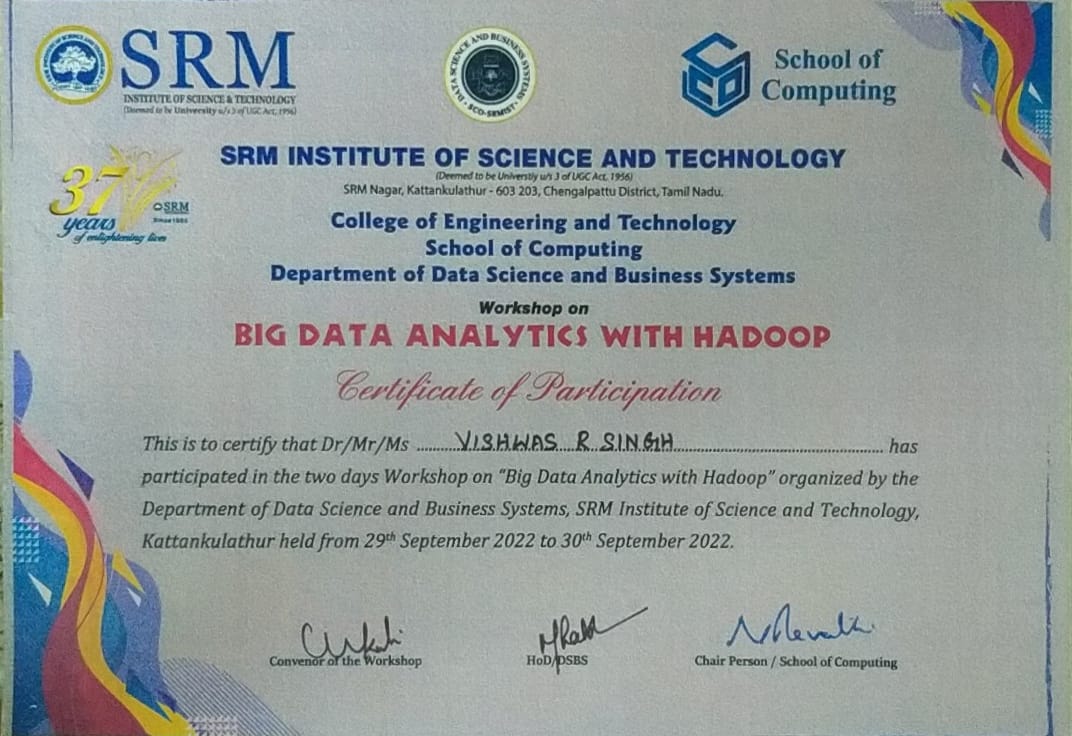 SRM
INSTITUTE OF SCIENCE & TECHNOLOGY
(Deemed to be University u/s 3 of UGC Act, 1956)
DATA SCIENCE AND BUSINESS SYSTEMS
SCO-SRMIST
School of
Computing
SRM INSTITUTE OF SCIENCE AND TECHNOLOGY
(Deemed to be Universtiy u/s 3 of UGC Act, 1956)
SRM Nagar, Kattankulathur - 603 203, Chengalpattu District, Tamil Nadu.
37
years
of enlightening lives
SRM
Since 1985
College of Engineering and Technology
School of Computing
Department of Data Science and Business Systems
Workshop on
BIG DATA ANALYTICS WITH HADOOP
Certificate of Participation
This is to certify that Dr/Mr/Ms ........VISHWAS R SINGH........ has
participated in the two days Workshop on “Big Data Analytics with Hadoop” organized by the
Department of Data Science and Business Systems, SRM Institute of Science and Technology,
Kattankulathur held from 29th September 2022 to 30th September 2022.
Convenor of the Workshop
HoD/DSBS
Chair Person / School of Computing